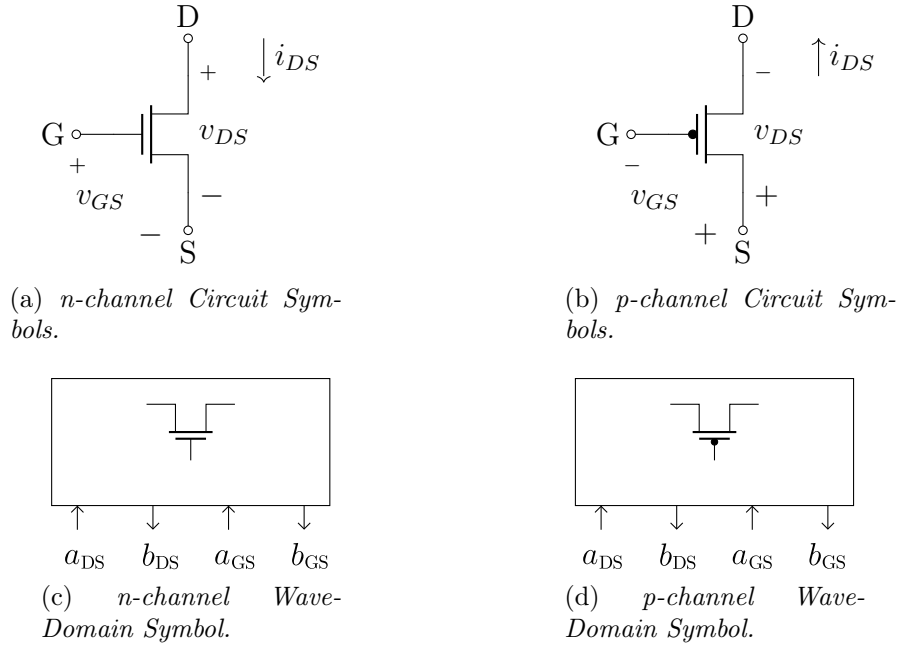 D
+ i_DS
G v_DS
+
v_GS −
− S
(a) n-channel Circuit Sym-
bols.
D
− i_DS
G v_DS
−
v_GS +
+ S
(b) p-channel Circuit Sym-
bols.
a_DS b_DS a_GS b_GS
(c) n-channel Wave-
Domain Symbol.
a_DS b_DS a_GS b_GS
(d) p-channel Wave-
Domain Symbol.